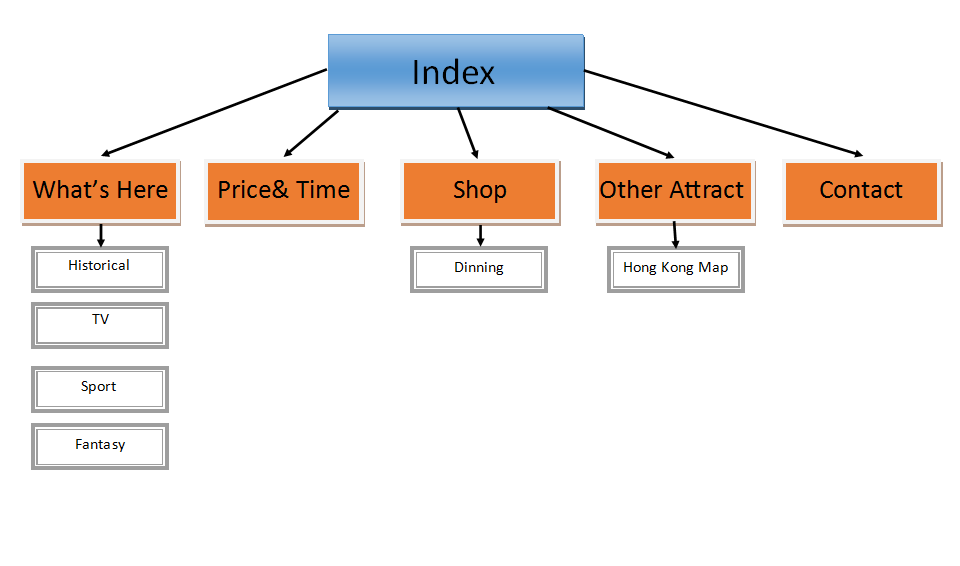 Index
What’s Here
Price& Time
Shop
Other Attract
Contact
Historical
Dinning
Hong Kong Map
TV
Sport
Fantasy